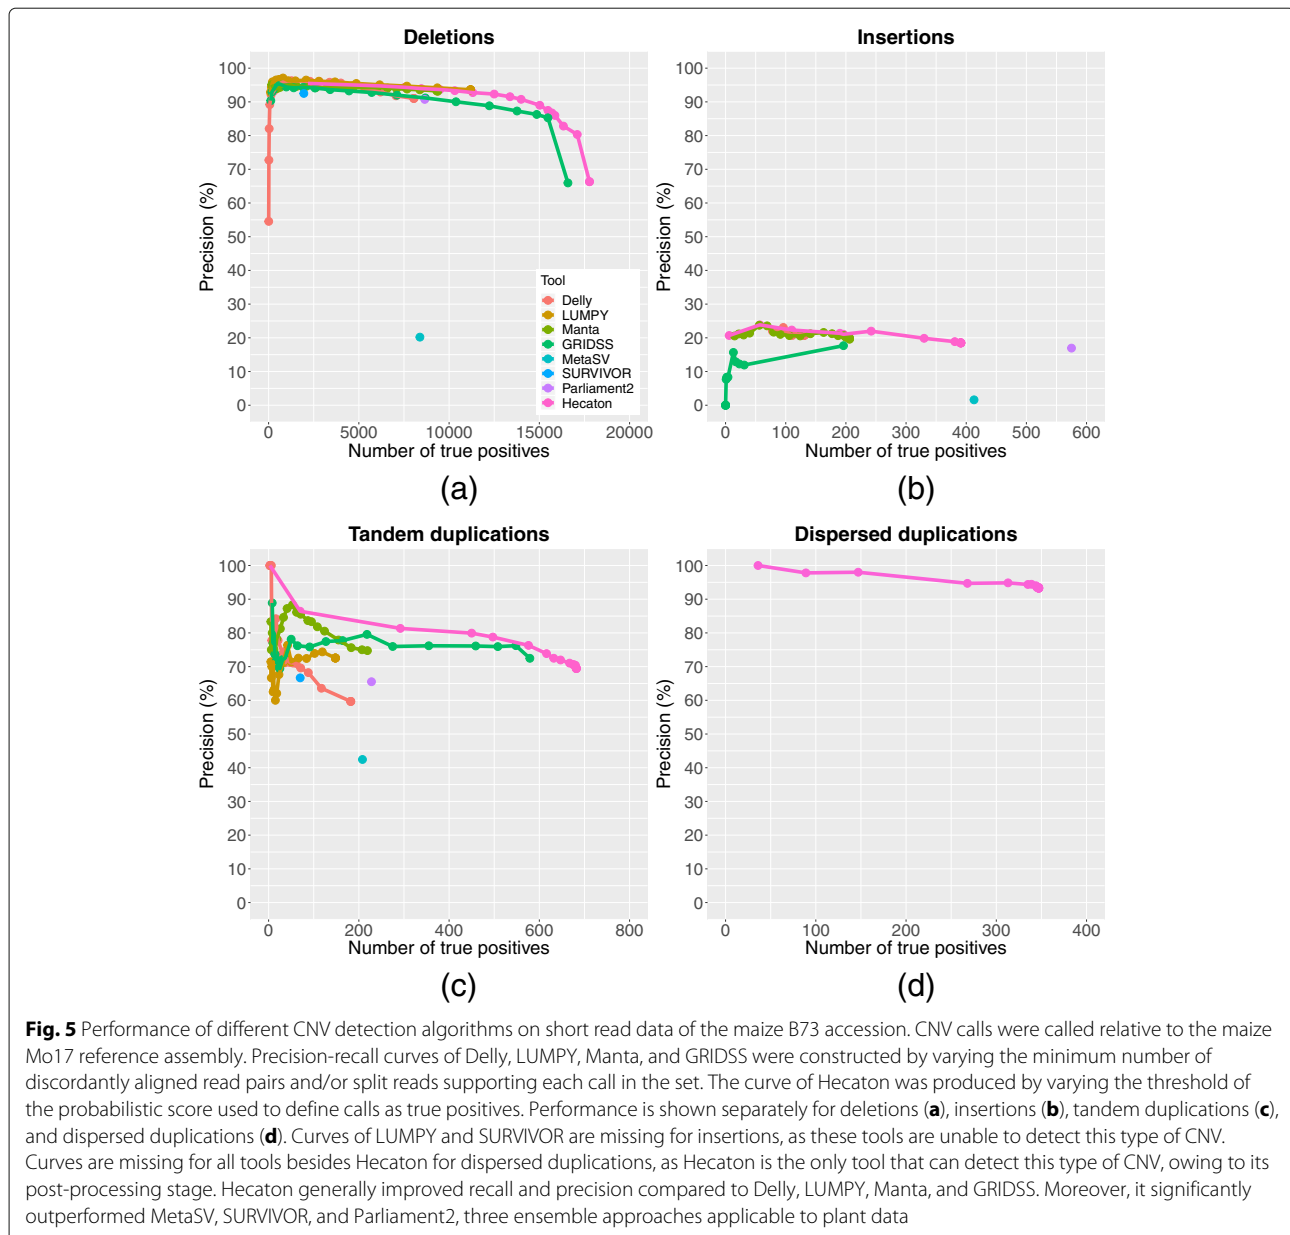 Deletions
Precision (%)
100
90
80
70
60
50
40
30
20
10
0
Tool
Delly
LUMPY
Manta
GRIDSS
MetaSV
SURVIVOR
Parliament2
Hecaton
0 5000 10000 15000 20000
Number of true positives
(a)
Insertions
Precision (%)
100
90
80
70
60
50
40
30
20
10
0
0 100 200 300 400 500 600
Number of true positives
(b)
Tandem duplications
Precision (%)
100
90
80
70
60
50
40
30
20
10
0
0 200 400 600 800
Number of true positives
(c)
Dispersed duplications
Precision (%)
100
90
80
70
60
50
40
30
20
10
0
0 100 200 300 400
Number of true positives
(d)
Fig. 5 Performance of different CNV detection algorithms on short read data of the maize B73 accession. CNV calls were called relative to the maize
Mo17 reference assembly. Precision-recall curves of Delly, LUMPY, Manta, and GRIDSS were constructed by varying the minimum number of
discordantly aligned read pairs and/or split reads supporting each call in the set. The curve of Hecaton was produced by varying the threshold of
the probabilistic score used to define calls as true positives. Performance is shown separately for deletions (a), insertions (b), tandem duplications (c),
and dispersed duplications (d). Curves of LUMPY and SURVIVOR are missing for insertions, as these tools are unable to detect this type of CNV.
Curves are missing for all tools besides Hecaton for dispersed duplications, as Hecaton is the only tool that can detect this type of CNV, owing to its
post-processing stage. Hecaton generally improved recall and precision compared to Delly, LUMPY, Manta, and GRIDSS. Moreover, it significantly
outperformed MetaSV, SURVIVOR, and Parliament2, three ensemble approaches applicable to plant data